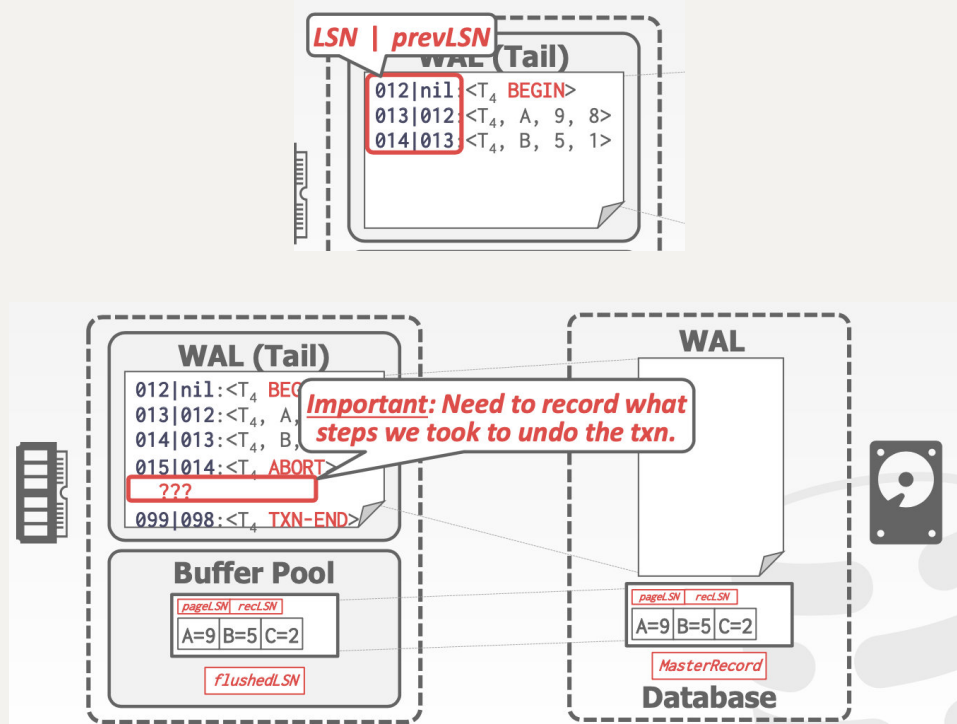 LSN | prevLSN
WAL (Tail)
012|nil:<T4 BEGIN>
013|012:<T4, A, 9, 8>
014|013:<T4, B, 5, 1>
WAL (Tail)
012|nil:<T4 BEG
013|012:<T4, A,
014|013:<T4, B,
015|014:<T4 ABORT>
???
099|098:<T4 TXN-END>
Important: Need to record what
steps we took to undo the txn.
Buffer Pool
pageLSN recLSN
A=9 B=5 C=2
flushedLSN
WAL
pageLSN recLSN
A=9 B=5 C=2
MasterRecord
Database